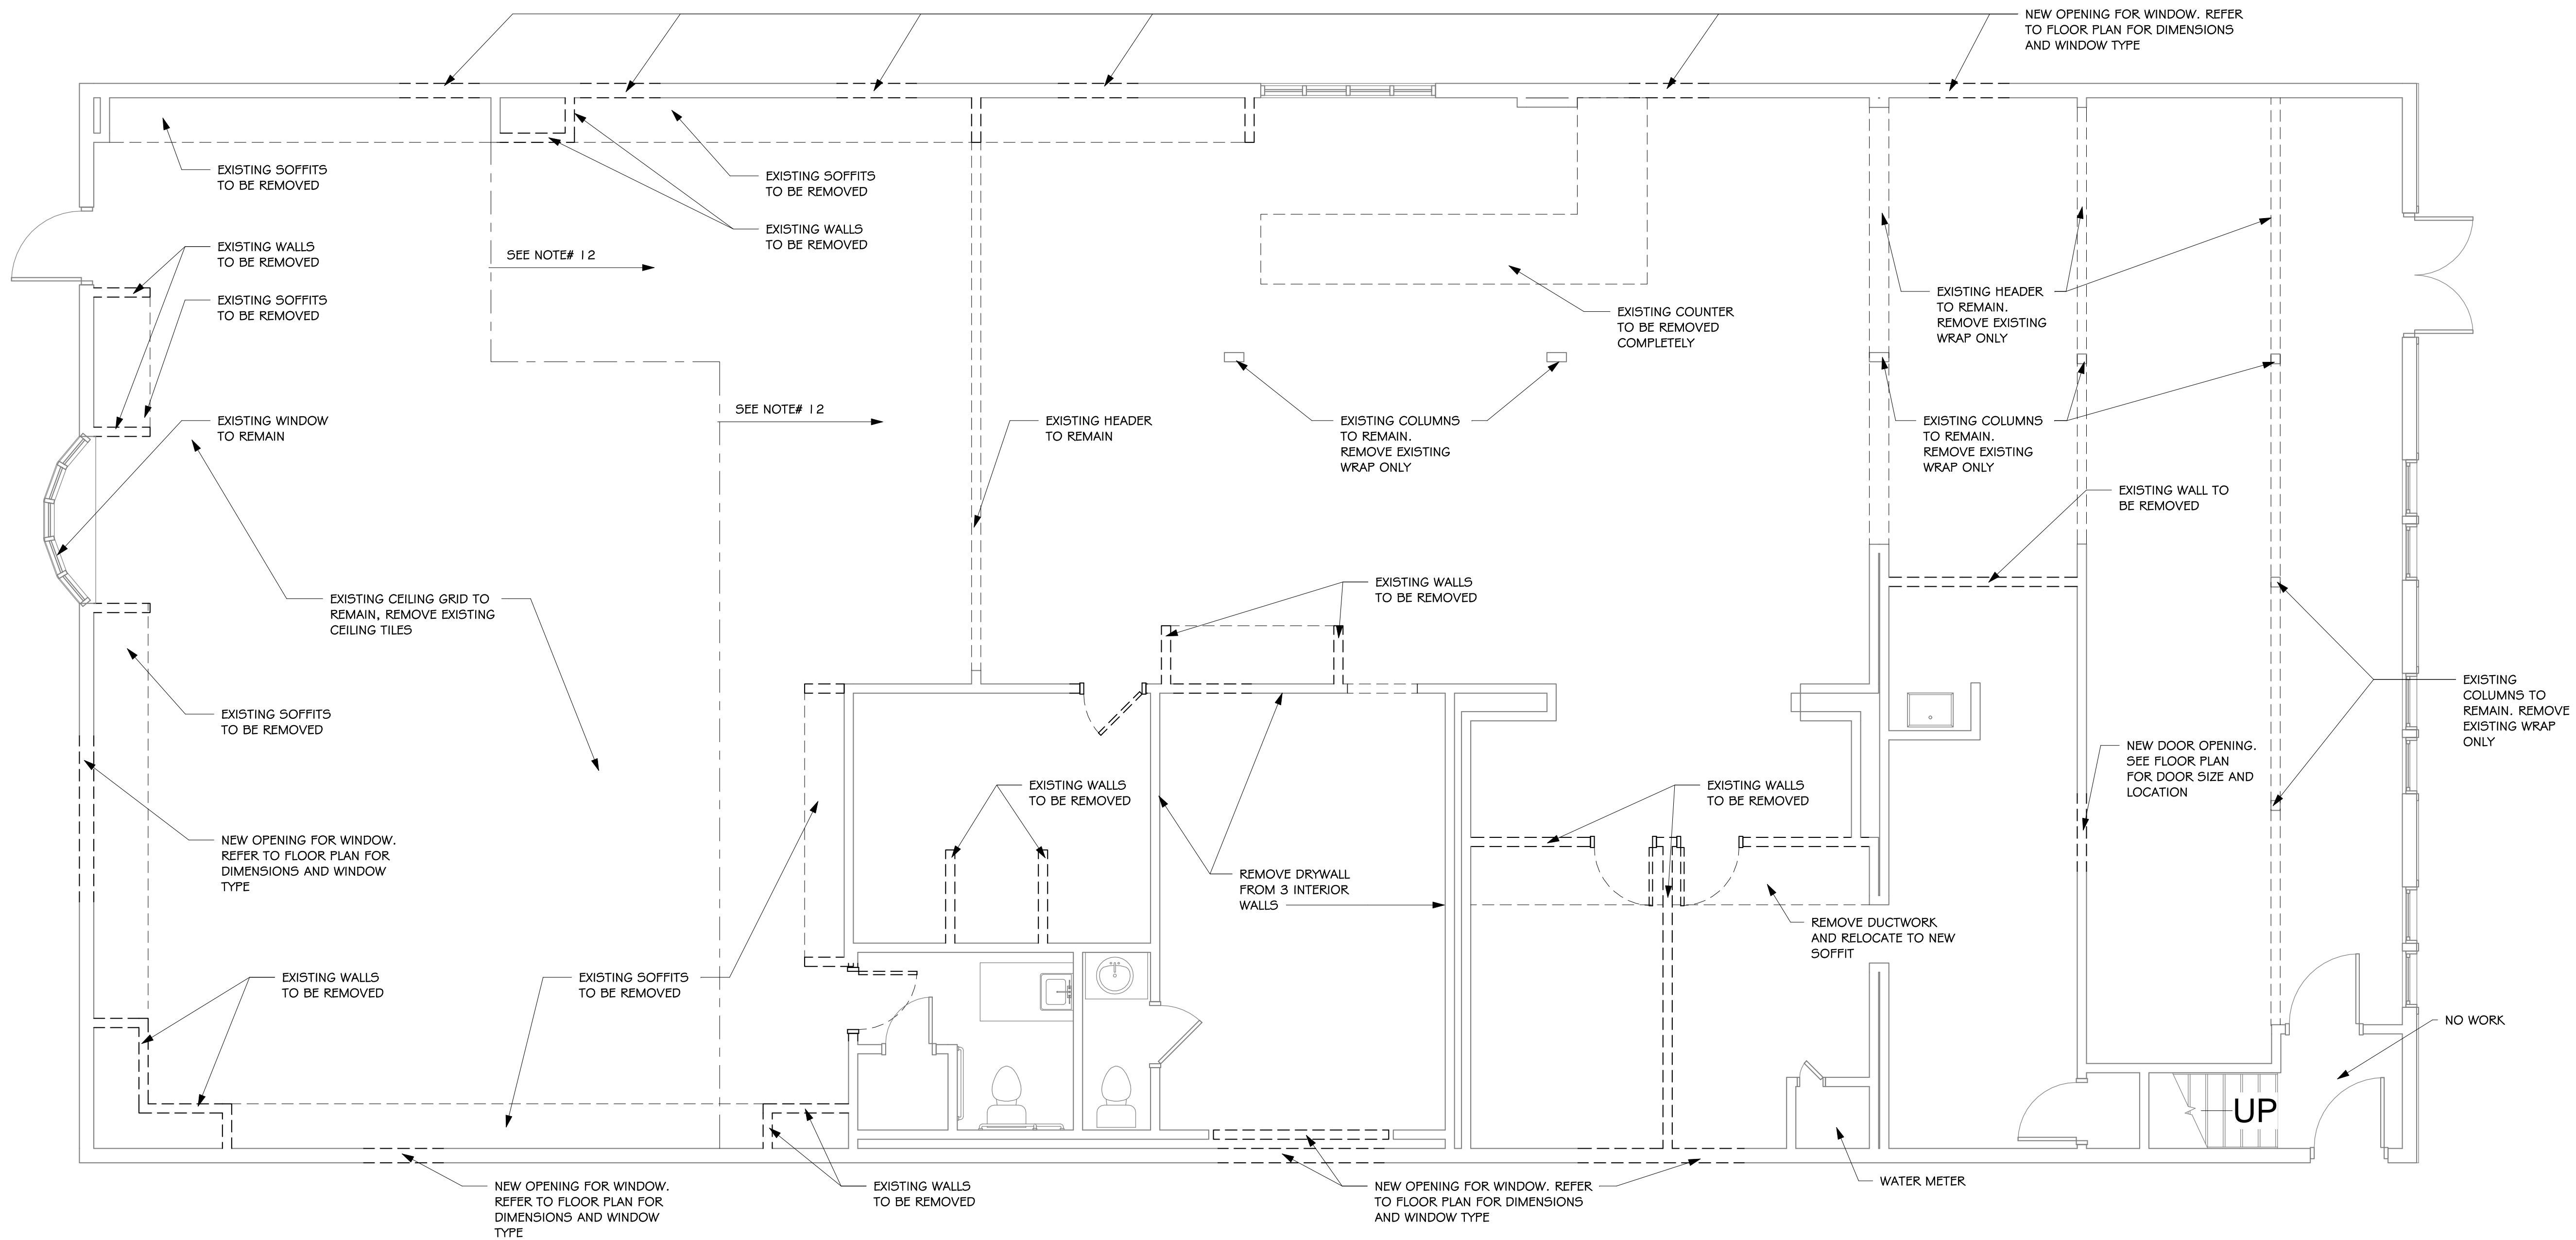 NEW OPENING FOR WINDOW. REFER
TO FLOOR PLAN FOR DIMENSIONS
AND WINDOW TYPE
EXISTING SOFFITS
TO BE REMOVED
EXISTING SOFFITS
TO BE REMOVED
EXISTING WALLS
TO BE REMOVED
EXISTING WALLS
TO BE REMOVED
SEE NOTE# 12
EXISTING SOFFITS
TO BE REMOVED
EXISTING COUNTER
TO BE REMOVED
COMPLETELY
EXISTING HEADER
TO REMAIN.
REMOVE EXISTING
WRAP ONLY
EXISTING WINDOW
TO REMAIN
SEE NOTE# 12
EXISTING HEADER
TO REMAIN
EXISTING COLUMNS
TO REMAIN.
REMOVE EXISTING
WRAP ONLY
EXISTING COLUMNS
TO REMAIN.
REMOVE EXISTING
WRAP ONLY
EXISTING WALL TO
BE REMOVED
EXISTING CEILING GRID TO
REMAIN, REMOVE EXISTING
CEILING TILES
EXISTING WALLS
TO BE REMOVED
EXISTING SOFFITS
TO BE REMOVED
EXISTING
COLUMNS TO
REMAIN. REMOVE
EXISTING WRAP
ONLY
NEW DOOR OPENING.
SEE FLOOR PLAN
FOR DOOR SIZE AND
LOCATION
EXISTING WALLS
TO BE REMOVED
EXISTING WALLS
TO BE REMOVED
NEW OPENING FOR WINDOW.
REFER TO FLOOR PLAN FOR
DIMENSIONS AND WINDOW
TYPE
REMOVE DRYWALL
FROM 3 INTERIOR
WALLS
REMOVE DUCTWORK
AND RELOCATE TO NEW
SOFFIT
EXISTING WALLS
TO BE REMOVED
EXISTING SOFFITS
TO BE REMOVED
NO WORK
UP
NEW OPENING FOR WINDOW.
REFER TO FLOOR PLAN FOR
DIMENSIONS AND WINDOW
TYPE
EXISTING WALLS
TO BE REMOVED
NEW OPENING FOR WINDOW. REFER
TO FLOOR PLAN FOR DIMENSIONS
AND WINDOW TYPE
WATER METER